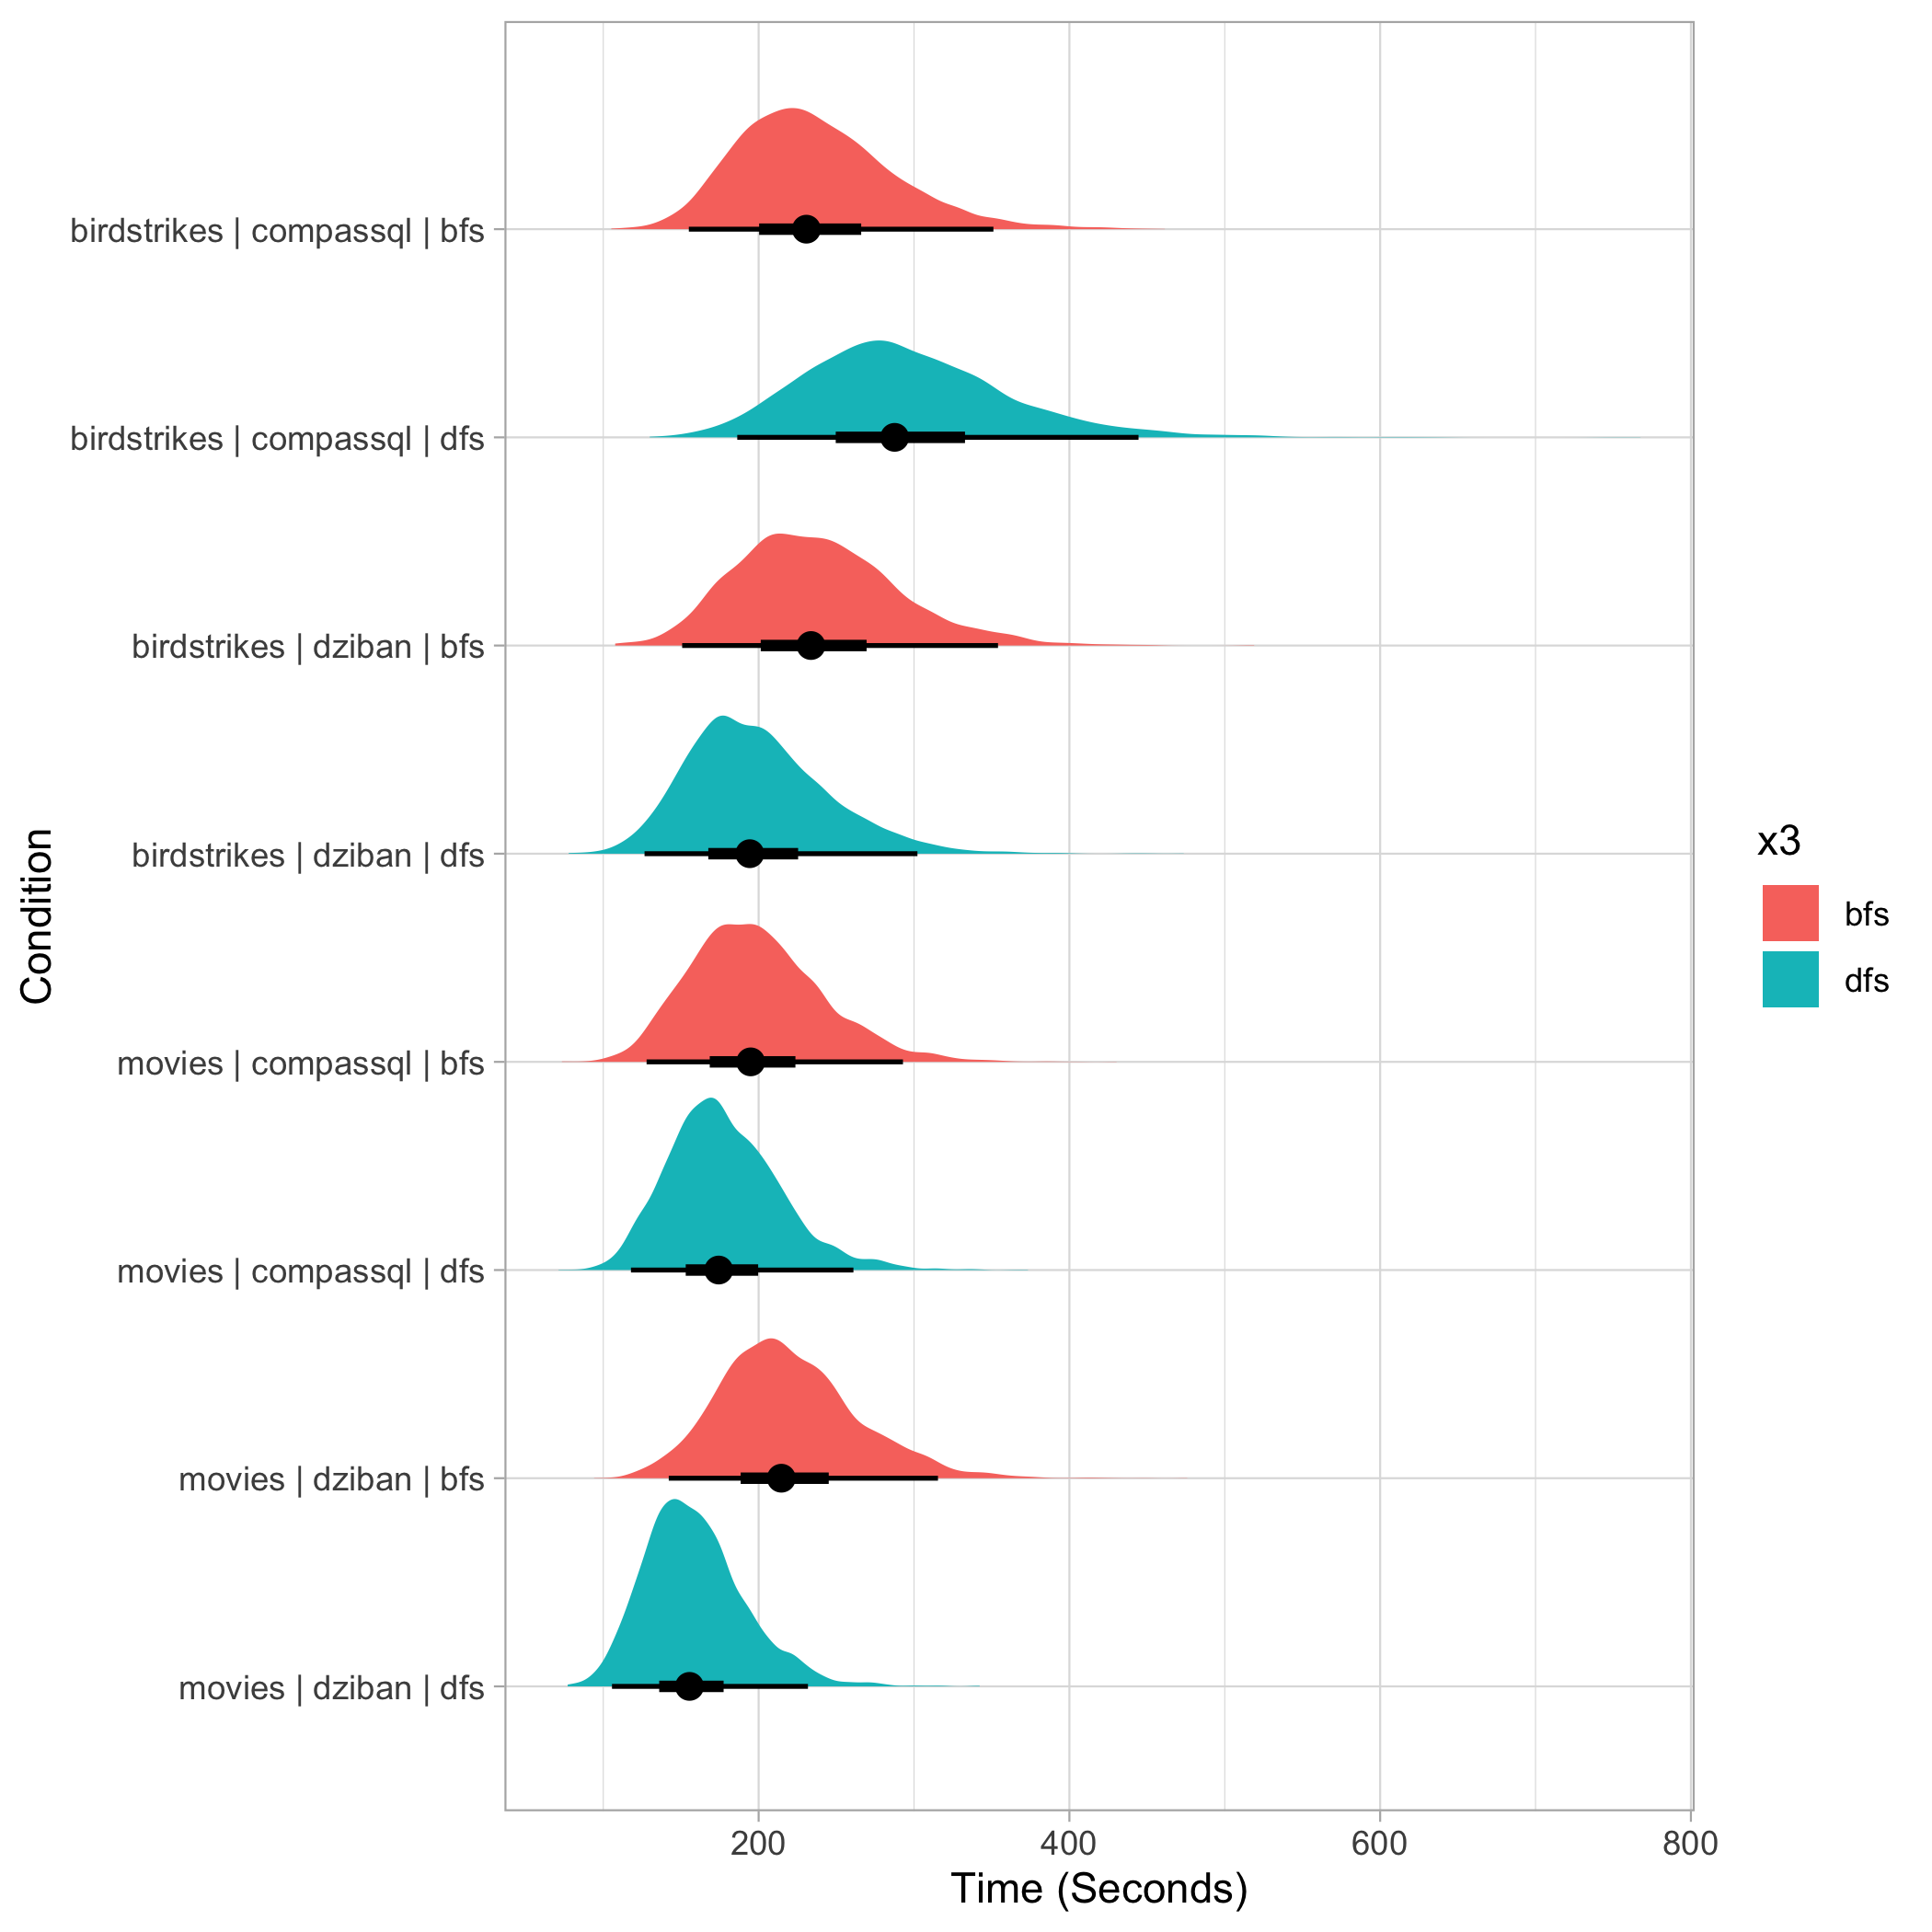 birdstrikes | compassql | bfs
birdstrikes | compassql | dfs
birdstrikes | dziban | bfs
birdstrikes | dziban | dfs
movies | compassql | bfs
movies | compassql | dfs
movies | dziban | bfs
movies | dziban | dfs
Condition
200 400 600 800
Time (Seconds)
x3
bfs
dfs